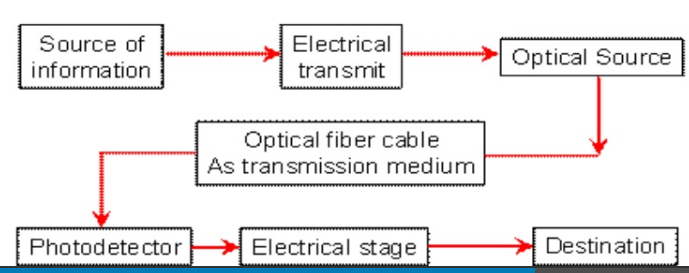 Source of
information
Electrical
transmit
Optical Source
Optical fiber cable
As transmission medium
Photodetector
Electrical stage
Destination